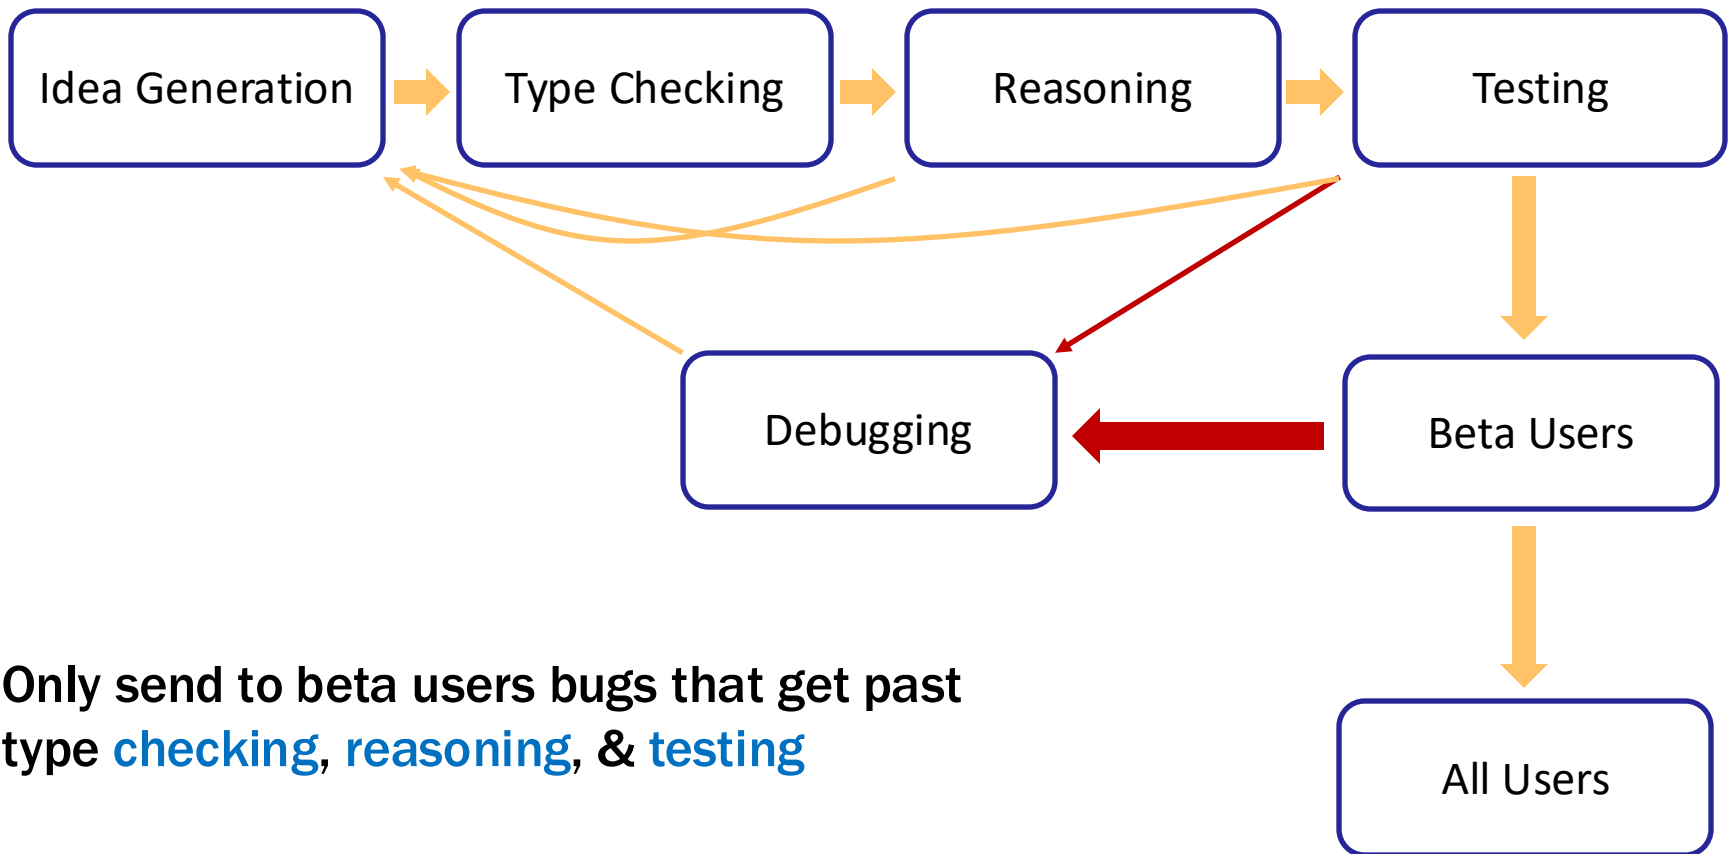 Idea Generation
Type Checking
Reasoning
Testing
Debugging
Beta Users
Only send to beta users bugs that get past
type checking, reasoning, & testing
All Users